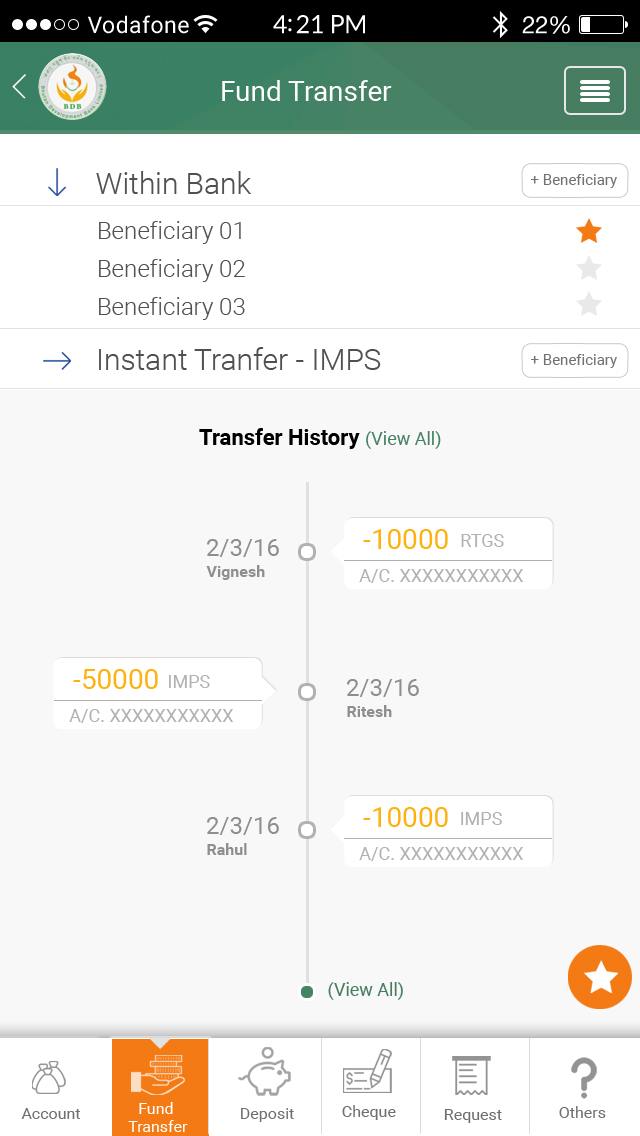 Vodafone 4:21 PM 22%
BDB
Fund Transfer
Within Bank
+ Beneficiary
Beneficiary 01
Beneficiary 02
Beneficiary 03
Instant Tranfer - IMPS
+ Beneficiary
Transfer History (View All)
2/3/16
Vignesh
-10000 RTGS
A/C. XXXXXXXXXXX
-50000 IMPS
A/C. XXXXXXXXXXX
2/3/16
Ritesh
2/3/16
Rahul
-10000 IMPS
A/C. XXXXXXXXXXX
(View All)
Account
Fund
Transfer
Deposit
Cheque
Request
Others